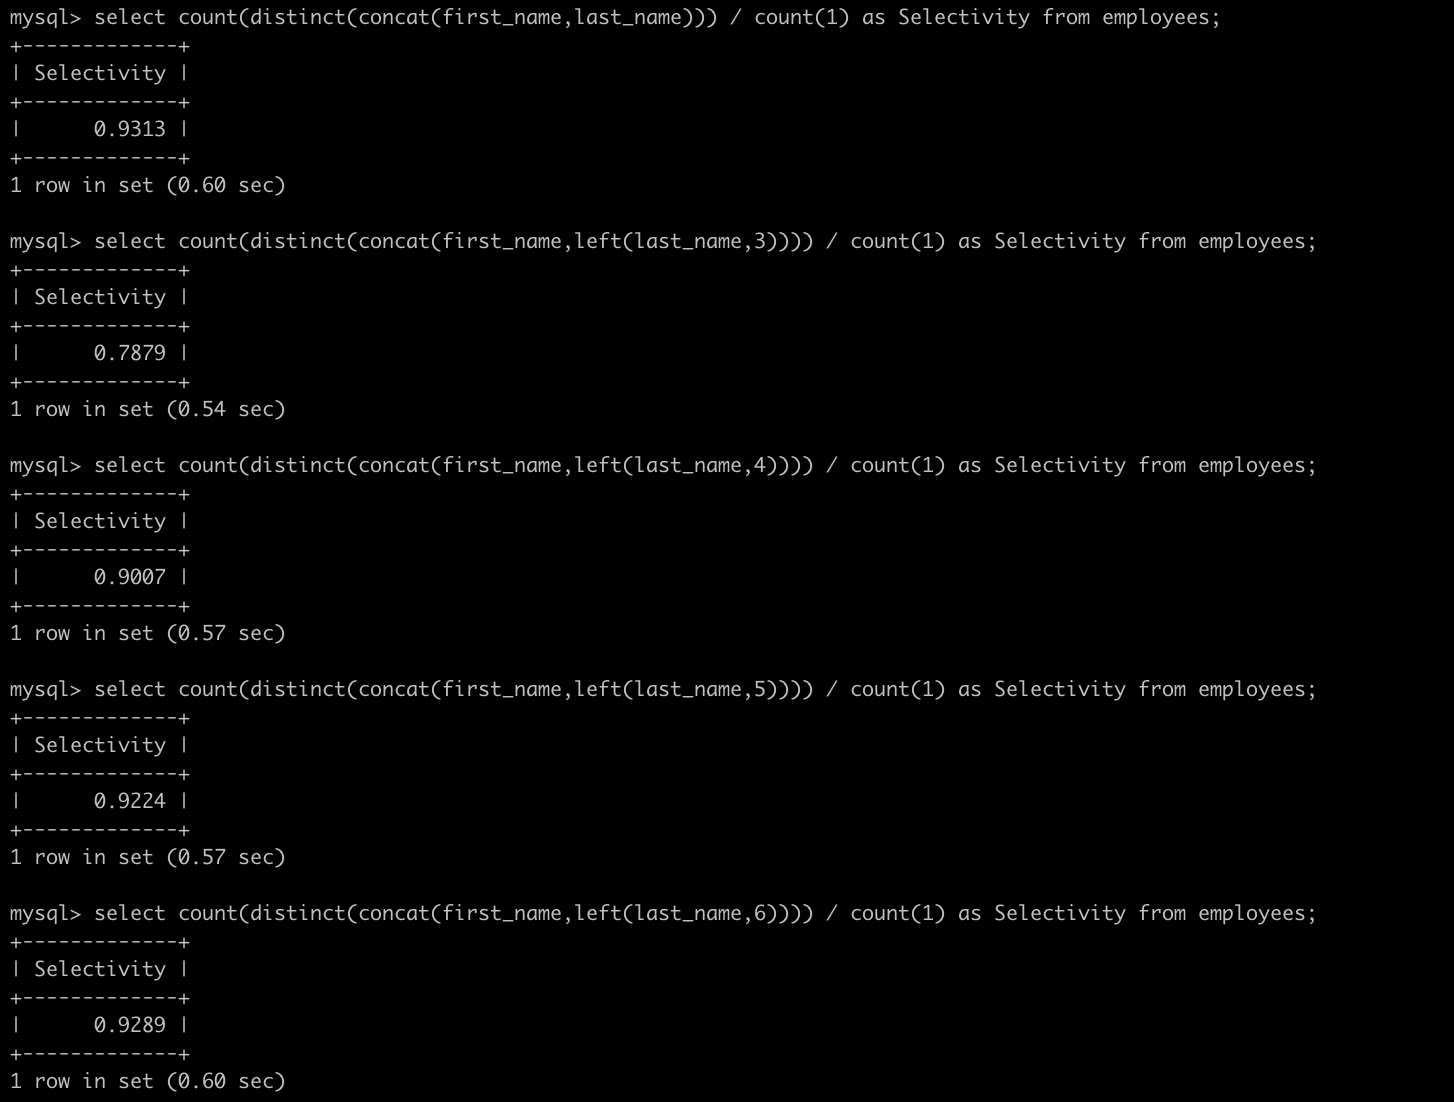 mysql> select count(distinct(concat(first_name,last_name))) / count(1) as Selectivity from employees;
+-------------+
| Selectivity |
+-------------+
|      0.9313 |
+-------------+
1 row in set (0.60 sec)

mysql> select count(distinct(concat(first_name,left(last_name,3)))) / count(1) as Selectivity from employees;
+-------------+
| Selectivity |
+-------------+
|      0.7879 |
+-------------+
1 row in set (0.54 sec)

mysql> select count(distinct(concat(first_name,left(last_name,4)))) / count(1) as Selectivity from employees;
+-------------+
| Selectivity |
+-------------+
|      0.9007 |
+-------------+
1 row in set (0.57 sec)

mysql> select count(distinct(concat(first_name,left(last_name,5)))) / count(1) as Selectivity from employees;
+-------------+
| Selectivity |
+-------------+
|      0.9224 |
+-------------+
1 row in set (0.57 sec)

mysql> select count(distinct(concat(first_name,left(last_name,6)))) / count(1) as Selectivity from employees;
+-------------+
| Selectivity |
+-------------+
|      0.9289 |
+-------------+
1 row in set (0.60 sec)